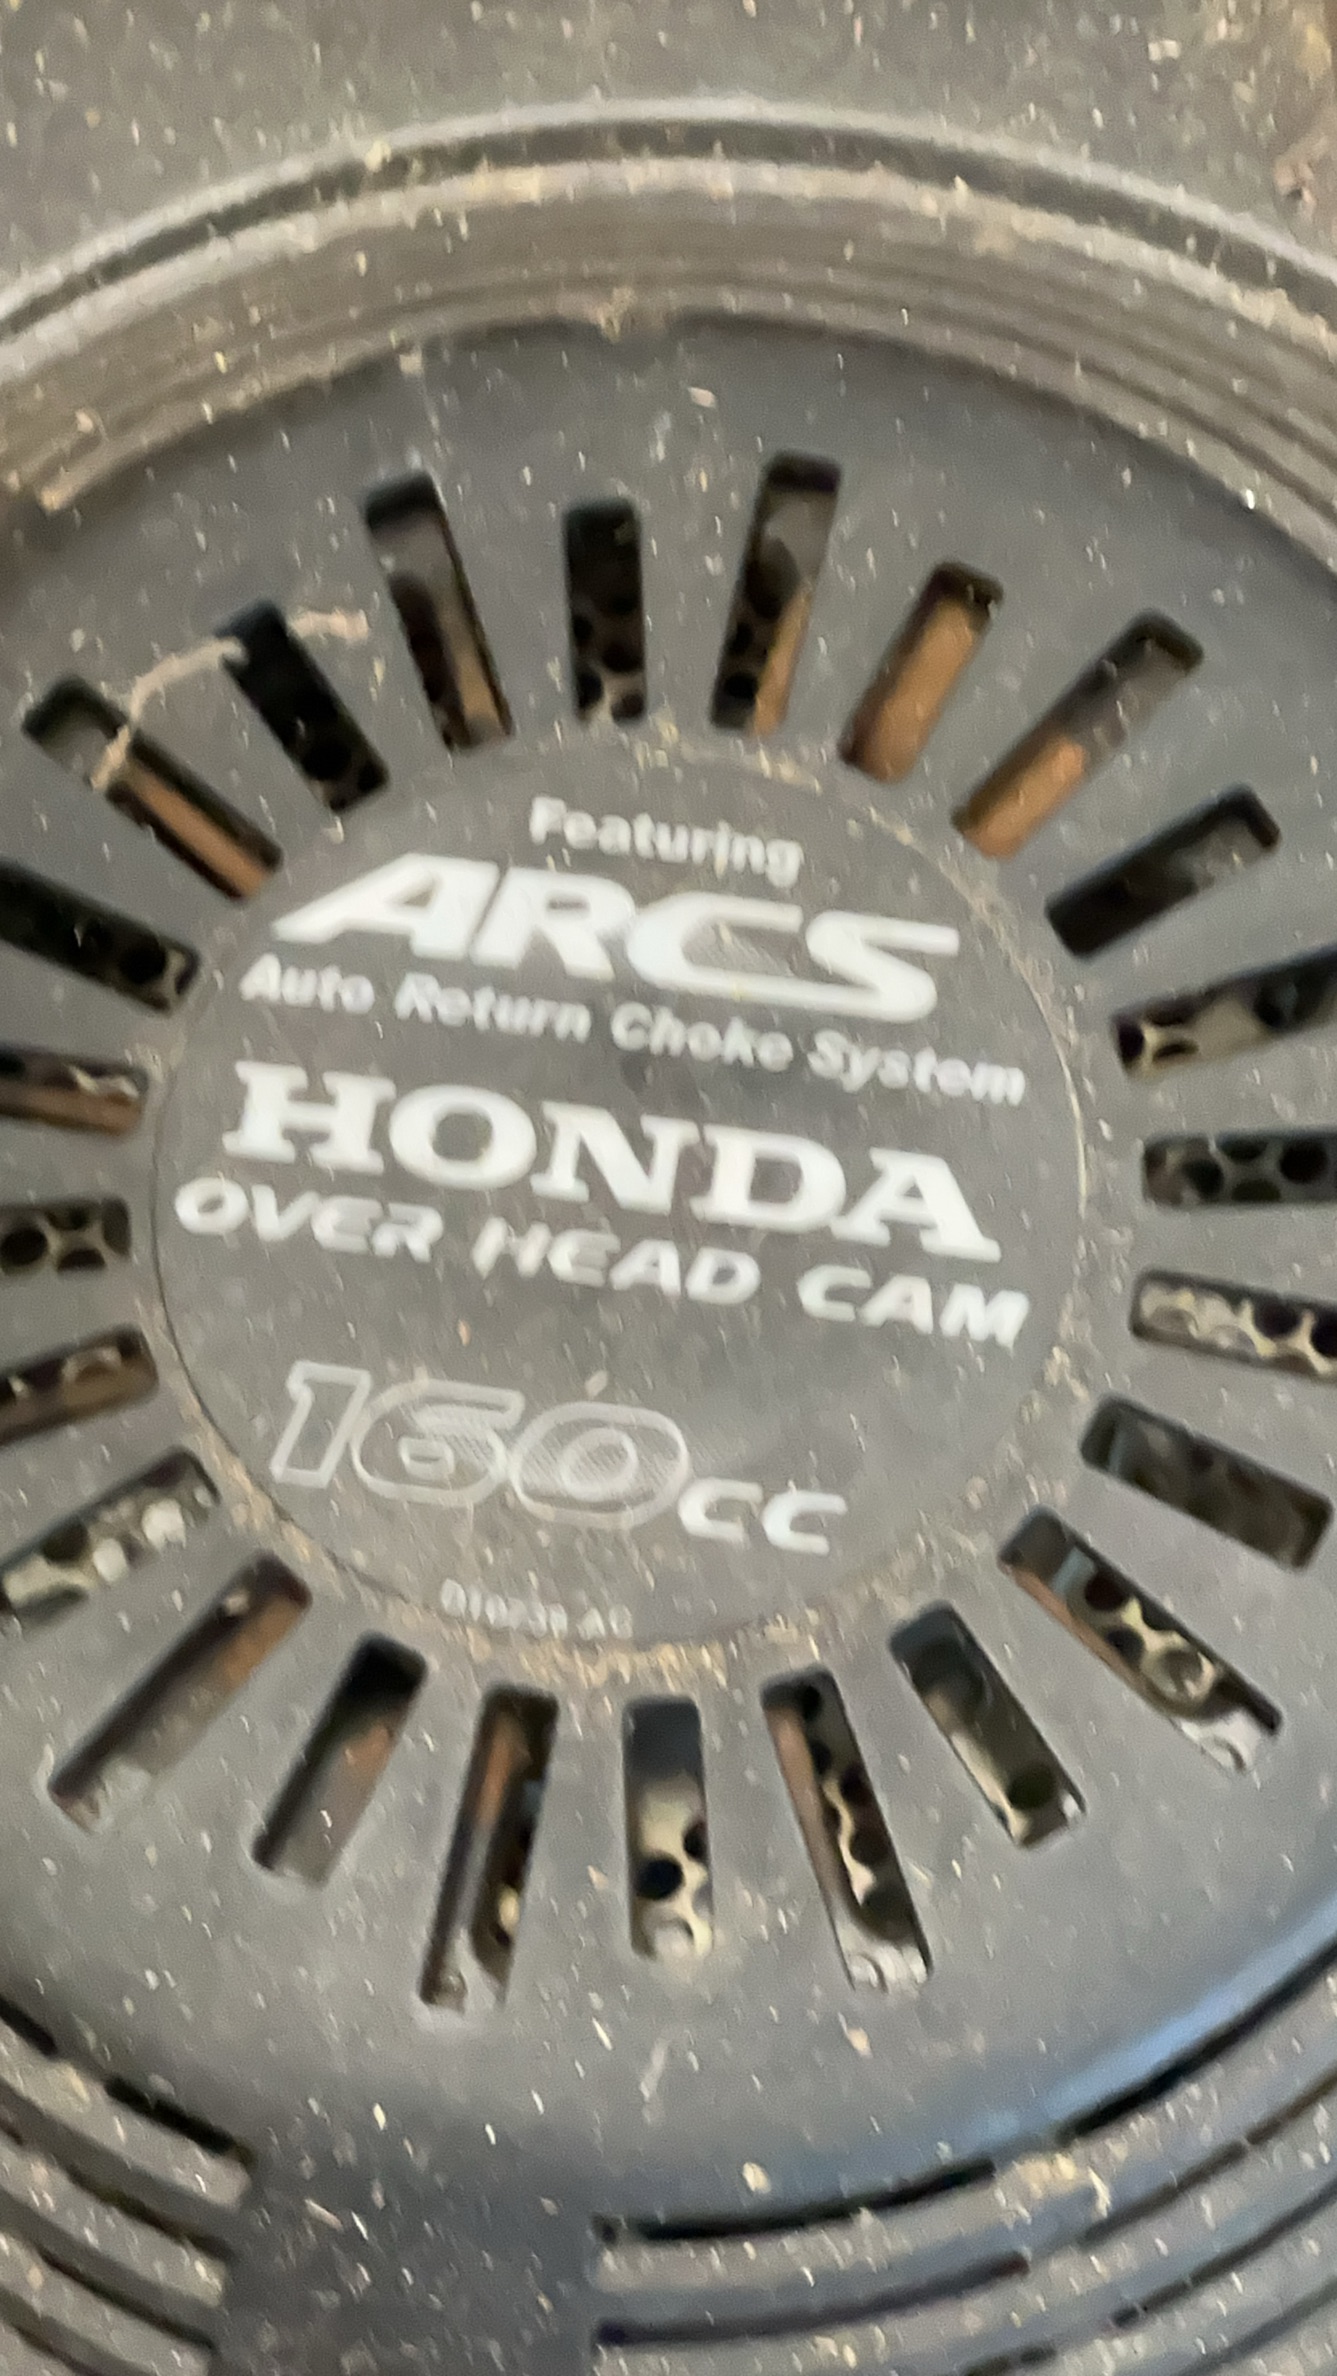 Featuring
ARCS
Auto Return Choke System
HONDA
OVER HEAD CAM
160cc